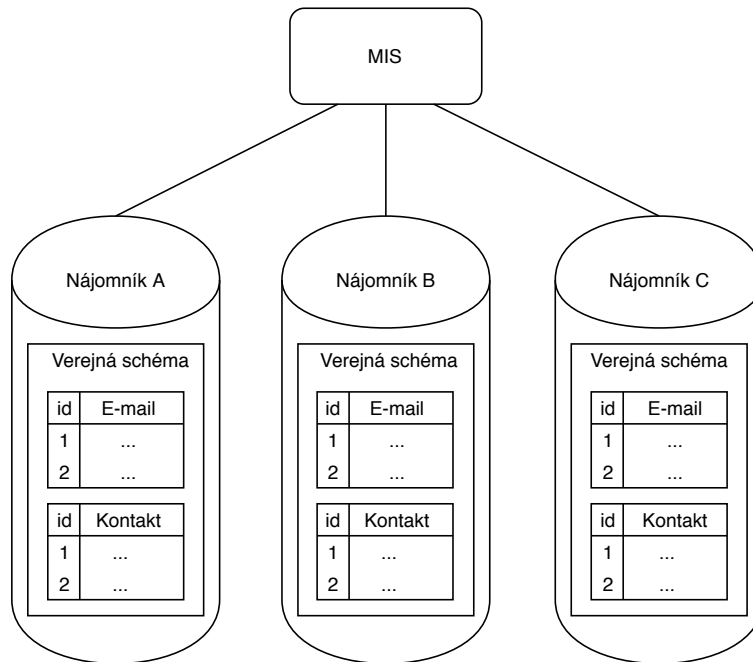 MIS
Nájomník A
Verejná schéma
id E-mail
1 ...
2 ...
id Kontakt
1 ...
2 ...
Nájomník B
Verejná schéma
id E-mail
1 ...
2 ...
id Kontakt
1 ...
2 ...
Nájomník C
Verejná schéma
id E-mail
1 ...
2 ...
id Kontakt
1 ...
2 ...